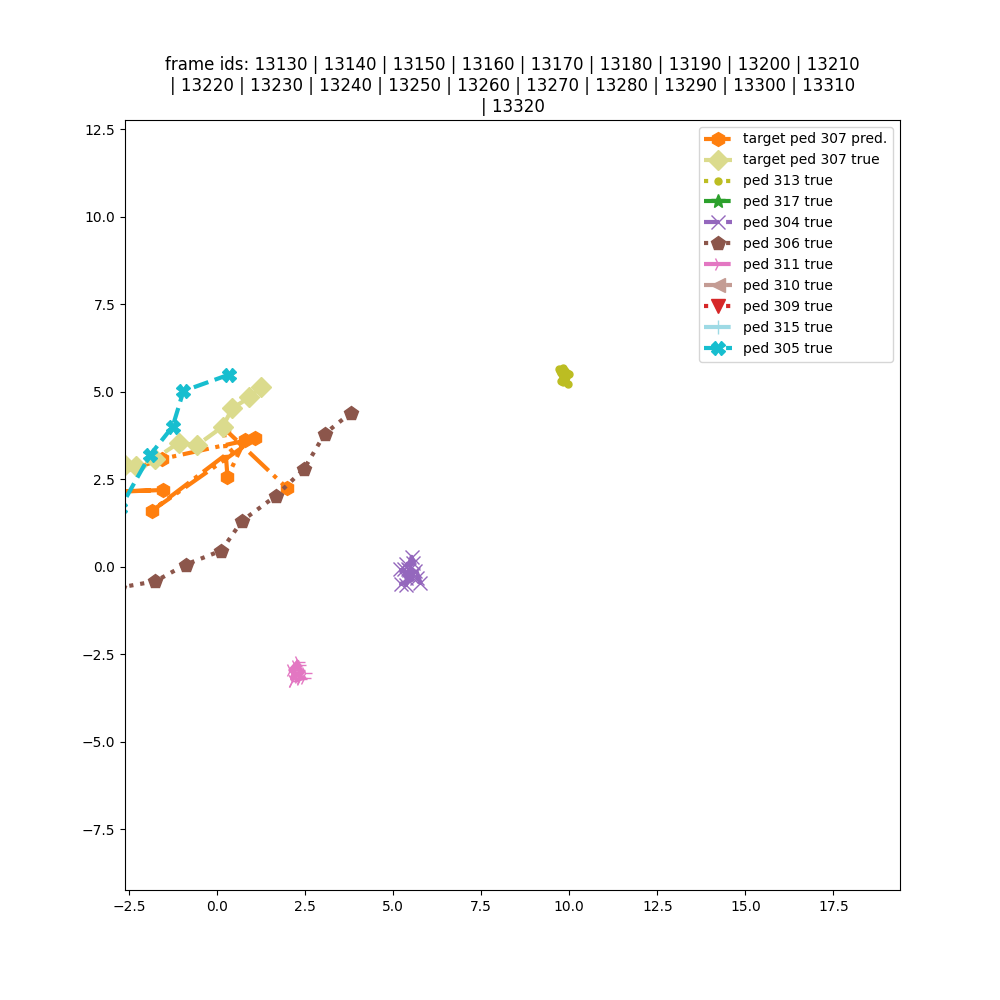 frame ids: 13130 | 13140 | 13150 | 13160 | 13170 | 13180 | 13190 | 13200 | 13210
| 13220 | 13230 | 13240 | 13250 | 13260 | 13270 | 13280 | 13290 | 13300 | 13310
| 13320
12.5
10.0
7.5
5.0
2.5
0.0
−2.5
−5.0
−7.5
target ped 307 pred.
target ped 307 true
ped 313 true
ped 317 true
ped 304 true
ped 306 true
ped 311 true
ped 310 true
ped 309 true
ped 315 true
ped 305 true
−2.5 0.0 2.5 5.0 7.5 10.0 12.5 15.0 17.5